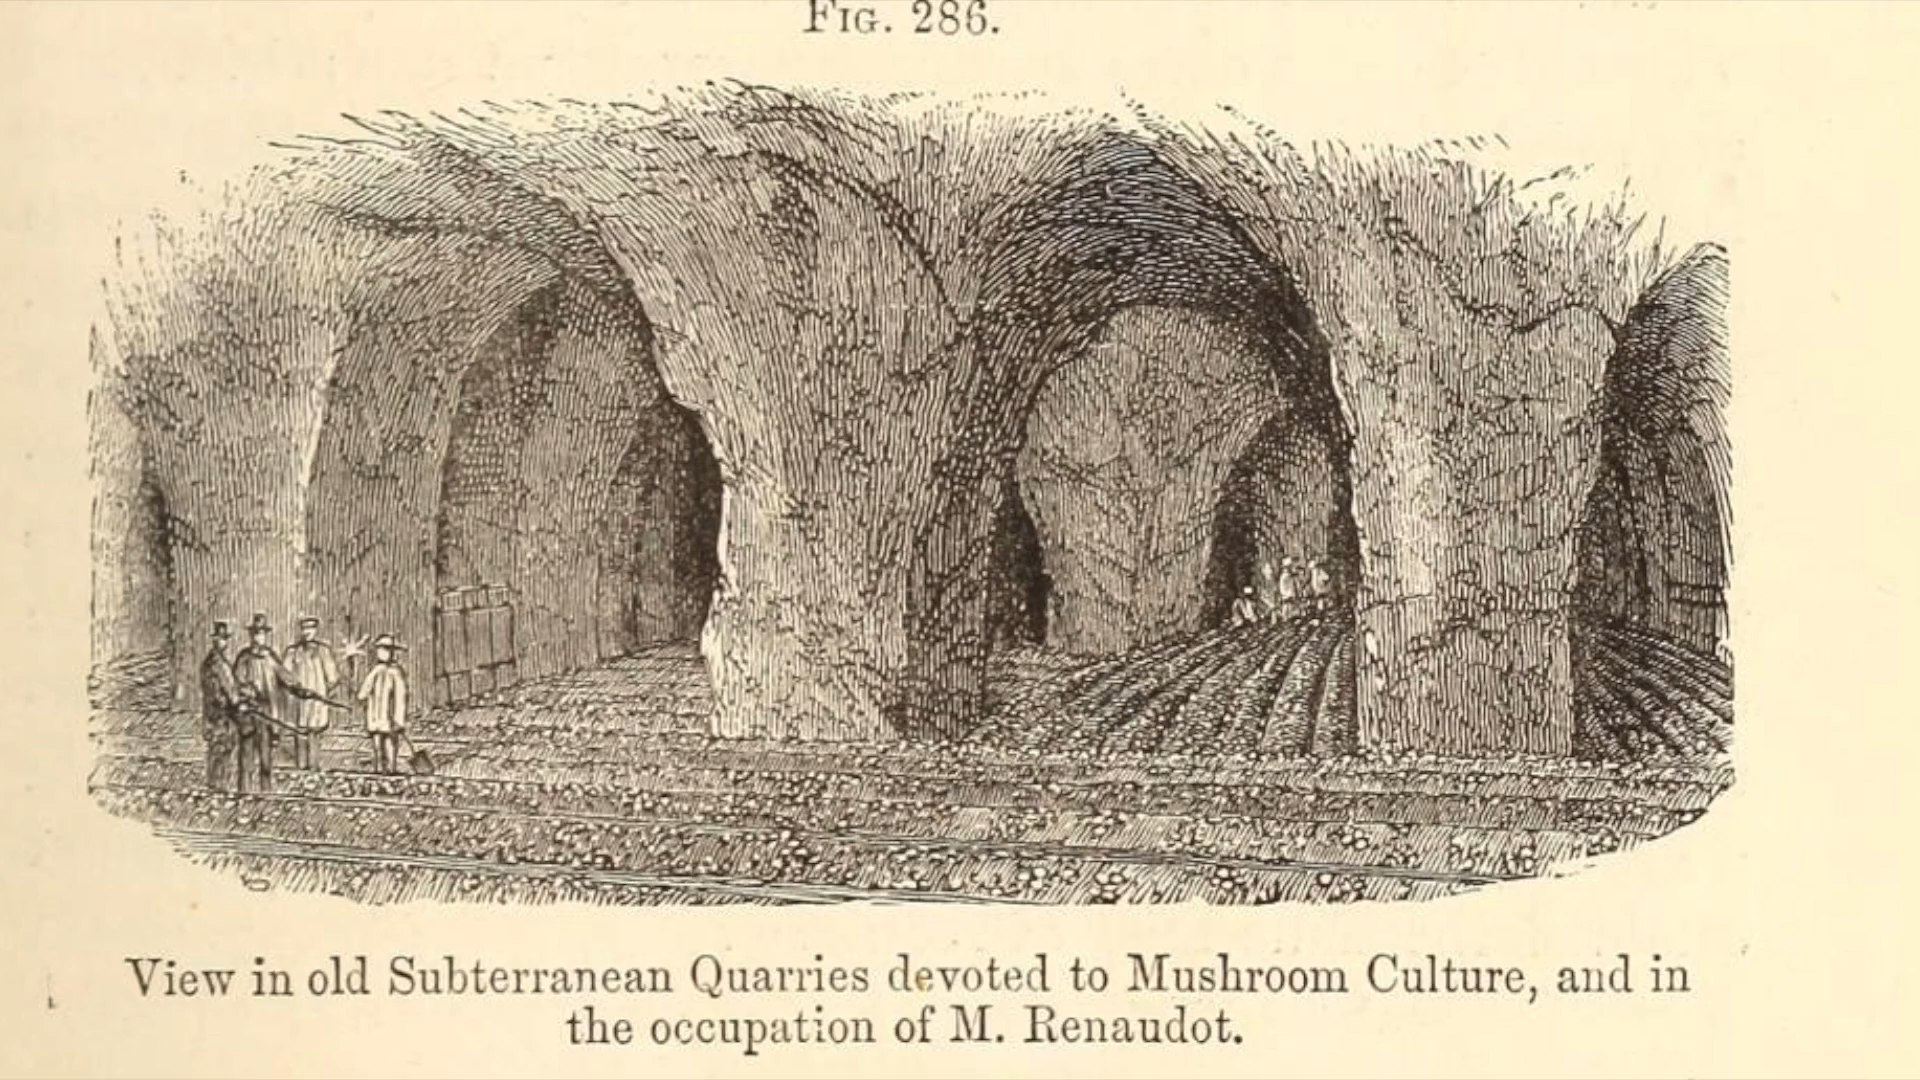 FIG. 286.
View in old Subterranean Quarries devoted to Mushroom Culture, and in
the occupation of M. Renaudot.